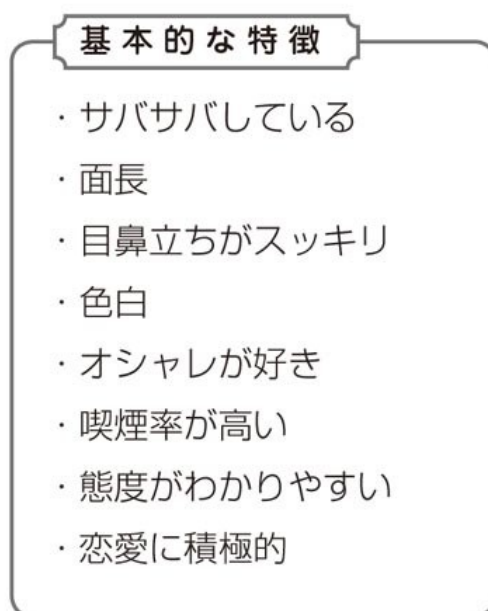 基本的な特徴
・サバサバしている
・面長
・目鼻立ちがスッキリ
・色白
・オシャレが好き
・喫煙率が高い
・態度がわかりやすい
・恋愛に積極的